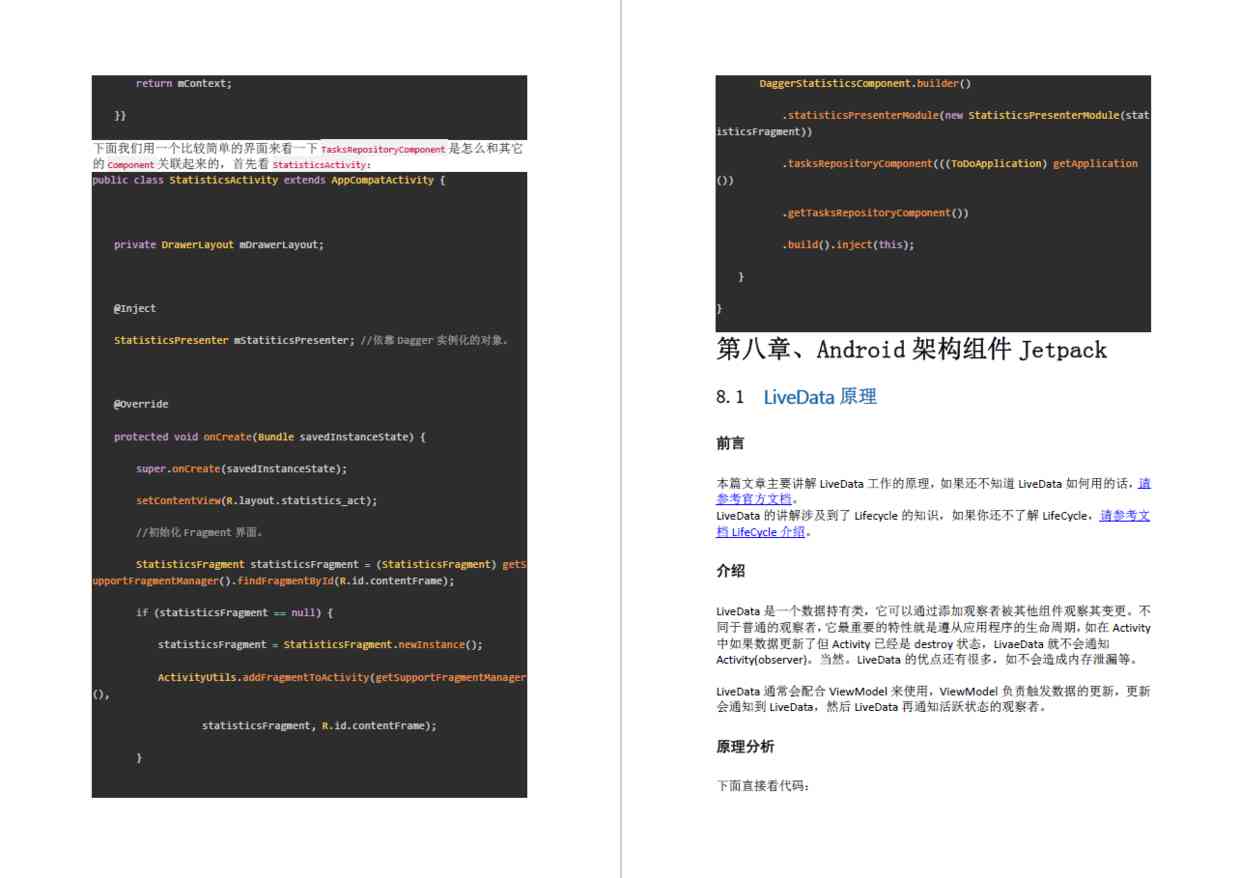 return mContext;
}}
下面我们用一个比较简单的界面来看一下 TasksRepositoryComponent 是怎么和其它
的 Component 关联起来的，首先看 StatisticsActivity：
public class StatisticsActivity extends AppCompatActivity {
private DrawerLayout mDrawerLayout;
@Inject
StatisticsPresenter mStatiticsPresenter; //依靠 Dagger 实例化的对象。
@Override
protected void onCreate(Bundle savedInstanceState) {
super.onCreate(savedInstanceState);
setContentView(R.layout.statistics_act);
//初始化 Fragment 界面。
StatisticsFragment statisticsFragment = (StatisticsFragment) getS
upportFragmentManager().findFragmentById(R.id.contentFrame);
if (statisticsFragment == null) {
statisticsFragment = StatisticsFragment.newInstance();
ActivityUtils.addFragmentToActivity(getSupportFragmentManager
(),
statisticsFragment, R.id.contentFrame);
}
DaggerStatisticsComponent.builder()
.statisticsPresenterModule(new StatisticsPresenterModule(stat
isticsFragment))
.tasksRepositoryComponent(((ToDoApplication) getApplication
())
.getTasksRepositoryComponent())
.build().inject(this);
}
}
第八章、Android 架构组件 Jetpack
8.1 LiveData 原理
前言
本篇文章主要讲解 LiveData 工作的原理，如果还不知道 LiveData 如何用的话，请
参考官方文档。
LiveData 的讲解涉及到了 Lifecycle 的知识，如果你还不了解 LifeCycle，请参考文
档 LifeCycle 介绍。
介绍
LiveData 是一个数据持有类，它可以通过添加观察者被其他组件观察其变更。不
同于普通的观察者，它最重要的特性就是遵从应用程序的生命周期，如在 Activity
中如果数据更新了但 Activity 已经是 destroy 状态，LivaeData 就不会通知
Activity(observer)。当然。LiveData 的优点还有很多，如不会造成内存泄漏等。
LiveData 通常会配合 ViewModel 来使用，ViewModel 负责触发数据的更新，更新
会通知到 LiveData，然后 LiveData 再通知活跃状态的观察者。
原理分析
下面直接看代码：